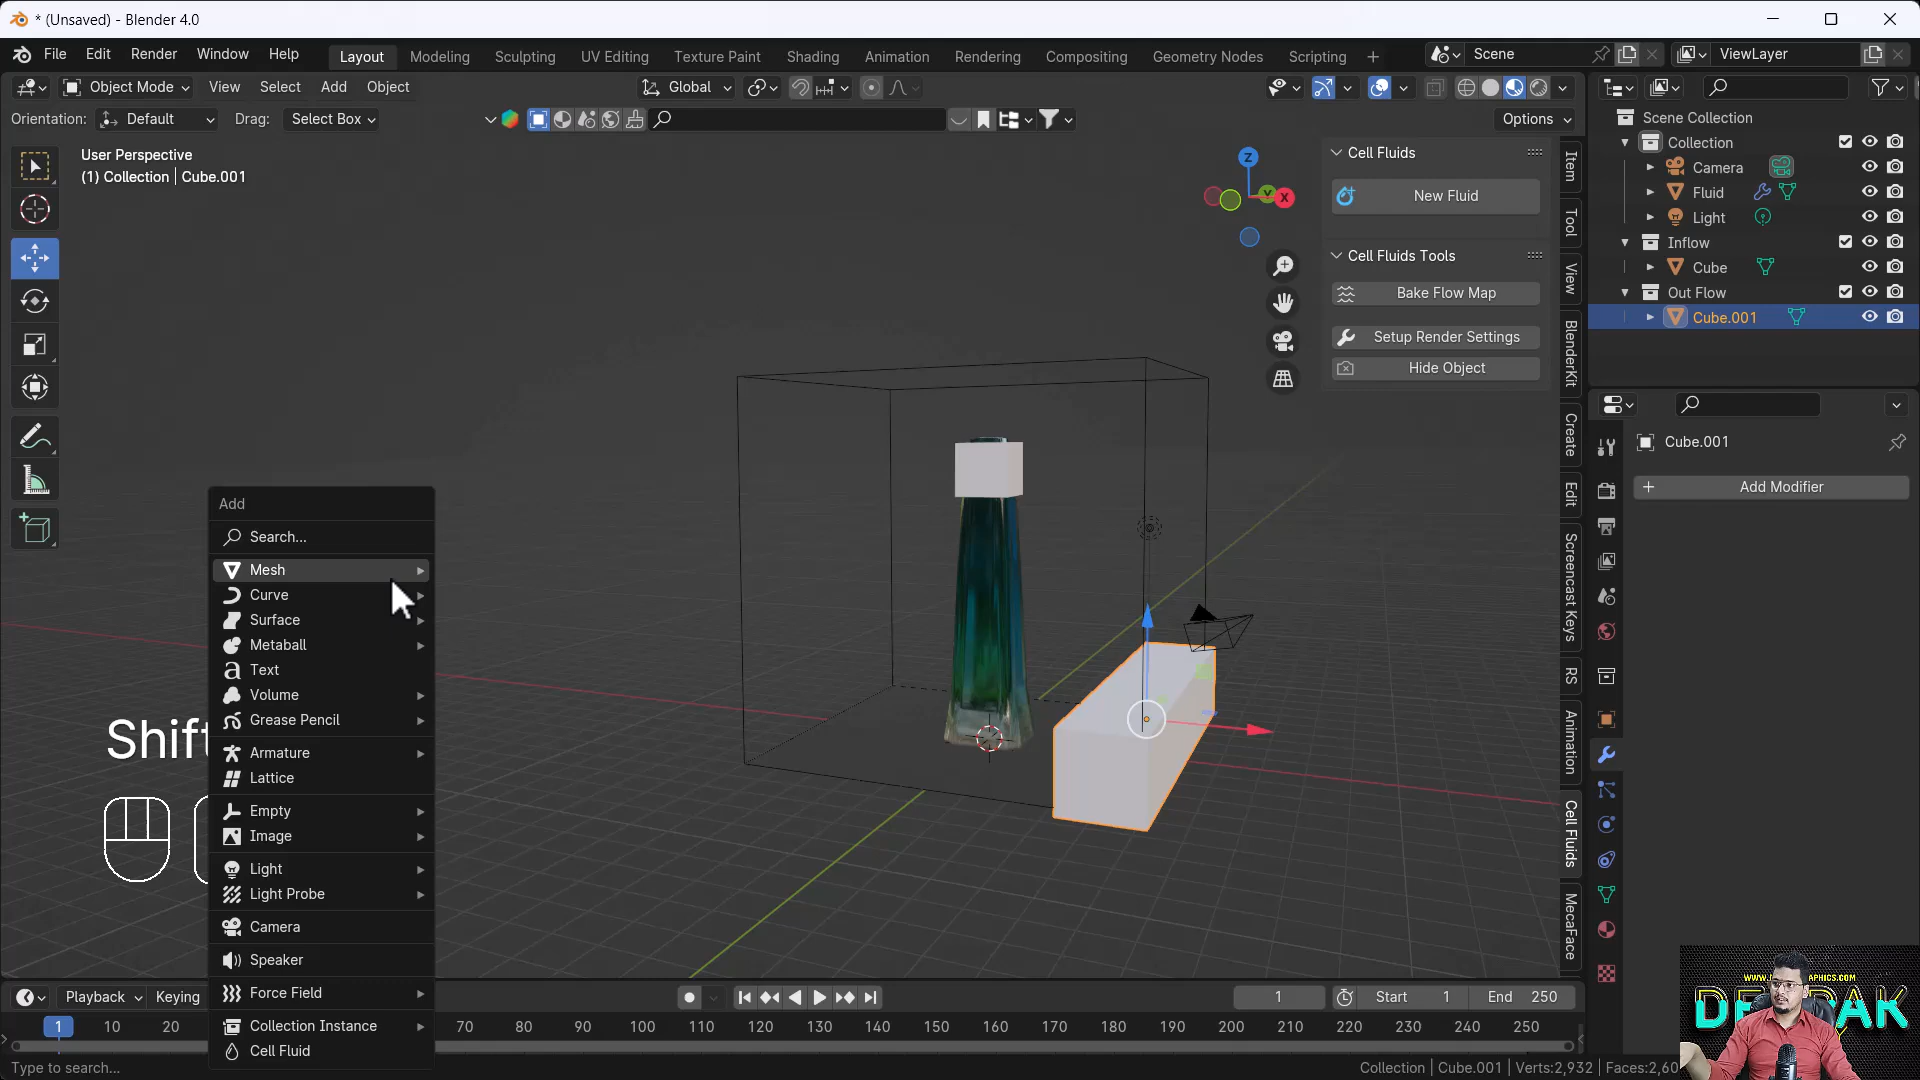 * (Unsaved) - Blender 4.0
File Edit Render Window Help
Layout Modeling Sculpting UV Editing Texture Paint Shading Animation Rendering Compositing Geometry Nodes Scripting +
Scene
ViewLayer
Object Mode View Select Add Object
Global
Orientation: Default Drag: Select Box
Options
User Perspective
(1) Collection | Cube.001
Z
Y
X
Cell Fluids
New Fluid
Cell Fluids Tools
Bake Flow Map
Setup Render Settings
Hide Object
Item
Tool
View
BlenderKit
Create
Edit
Screencast Keys
RS
Animation
Cell Fluids
MecaFace
Scene Collection
Collection
Camera
Fluid
Light
Inflow
Cube
Out Flow
Cube.001
Cube.001
+ Add Modifier
Add
Search...
Mesh
Curve
Surface
Metaball
Text
Volume
Grease Pencil
Armature
Lattice
Empty
Image
Light
Light Probe
Camera
Speaker
Force Field
Collection Instance
Cell Fluid
Shift
Playback Keying
1 Start 1 End 250
1 10 20 70 80 90 100 110 120 130 140 150 160 170 180 190 200 210 220 230 240 250
Type to search...
Collection | Cube.001 | Verts:2,932 | Faces:2,60